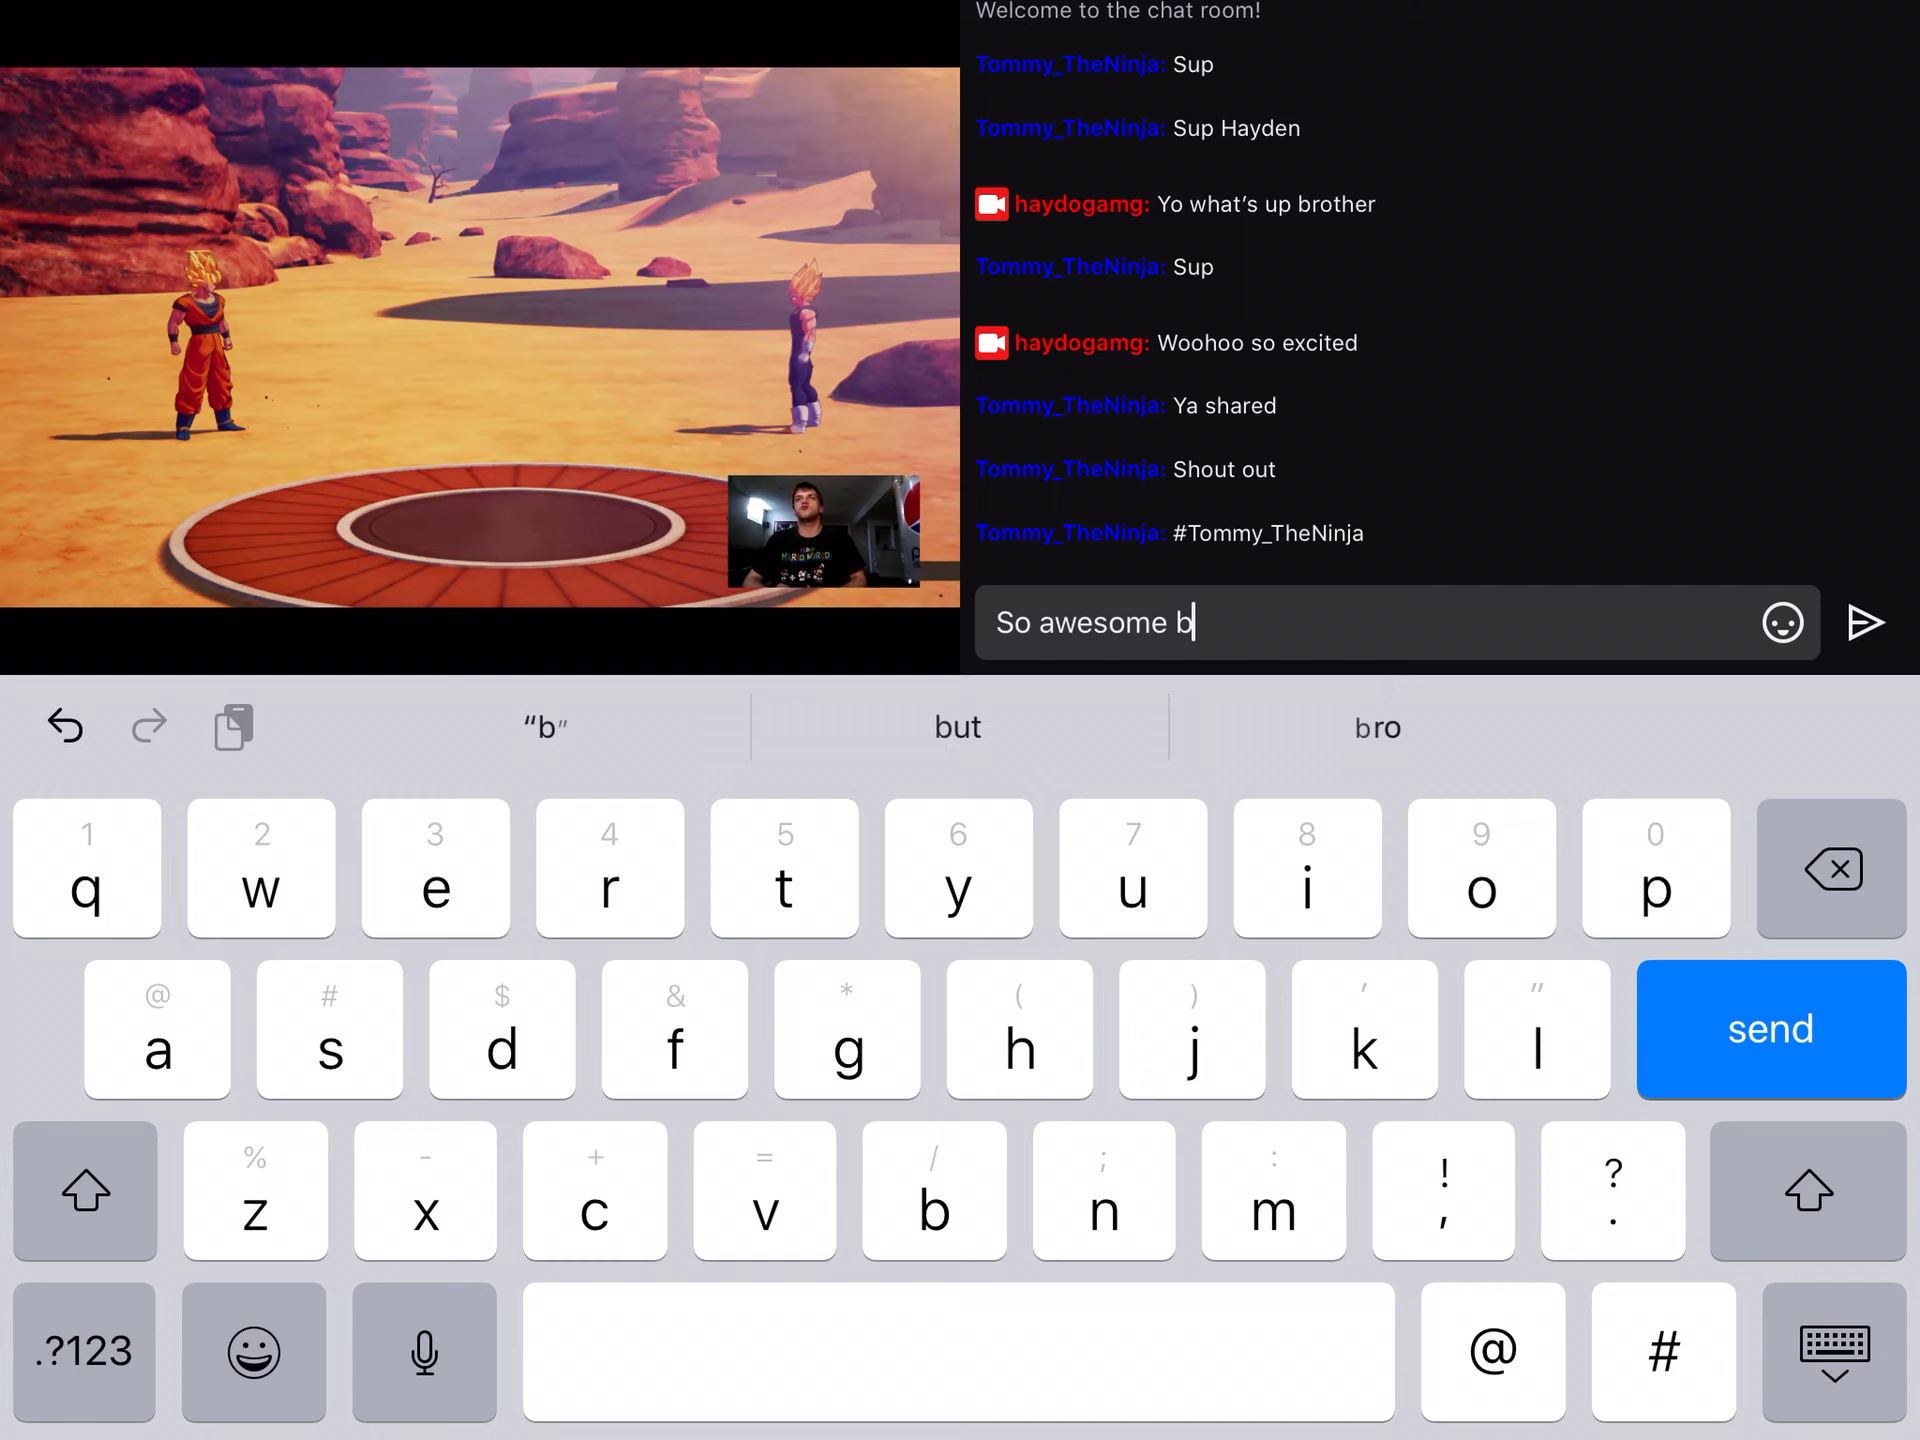 Welcome to the chat room!
Tommy_TheNinja: Sup
Tommy_TheNinja: Sup Hayden
haydogamg: Yo what’s up brother
Tommy_TheNinja: Sup
haydogamg: Woohoo so excited
Tommy_TheNinja: Ya shared
Tommy_TheNinja: Shout out
Tommy_TheNinja: #Tommy_TheNinja
So awesome b
“b” but bro
1 2 3 4 5 6 7 8 9 0
q w e r t y u i o p
@ # $ & * ( ) ' "
a s d f g h j k l send
% - + = / ; : ! ?
z x c v b n m , .
.?123 @ #